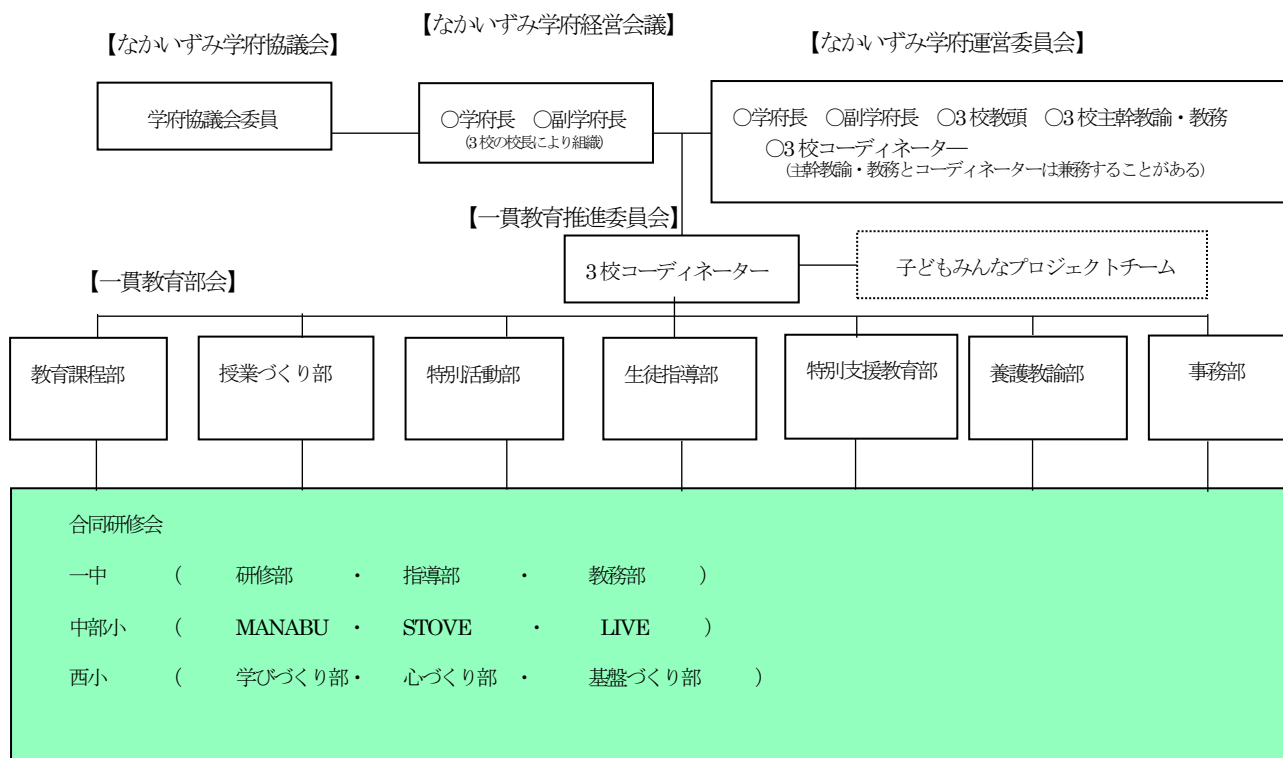 【なかいずみ学府協議会】
【なかいずみ学府経営会議】
【なかいずみ学府運営委員会】
学府協議会委員
○学府長　○副学府長
(3校の校長により組織)
○学府長　○副学府長　○3校教頭　○3校主幹教諭・教務
○3校コーディネーター
(主幹教諭・教務とコーディネーターは兼務することがある)
【一貫教育推進委員会】
3校コーディネーター
子どもみんなプロジェクトチーム
【一貫教育部会】
教育課程部
授業づくり部
特別活動部
生徒指導部
特別支援教育部
養護教諭部
事務部
合同研修会
一中　（　研修部　・　指導部　・　教務部　）
中部小　（　MANABU　・　STOVE　・　LIVE　）
西小　（　学びづくり部・　心づくり部　・　基盤づくり部　）